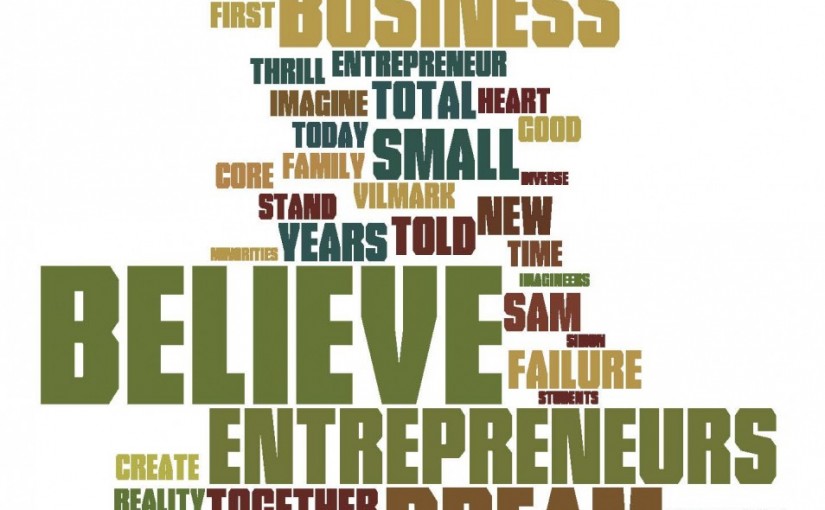 FIRST BUSINESS
THRILL ENTREPRENEUR
IMAGINE TOTAL HEART
TODAY GOOD
CORE FAMILY SMALL DIVERSE
VILMARK
STAND NEW
YEARS TOLD
MINORITIES TIME
BELIEVE IMAGINEERS
SAM
SIMON
FAILURE
STUDENTS
ENTREPRENEURS
CREATE
REALITY TOGETHER DREAM